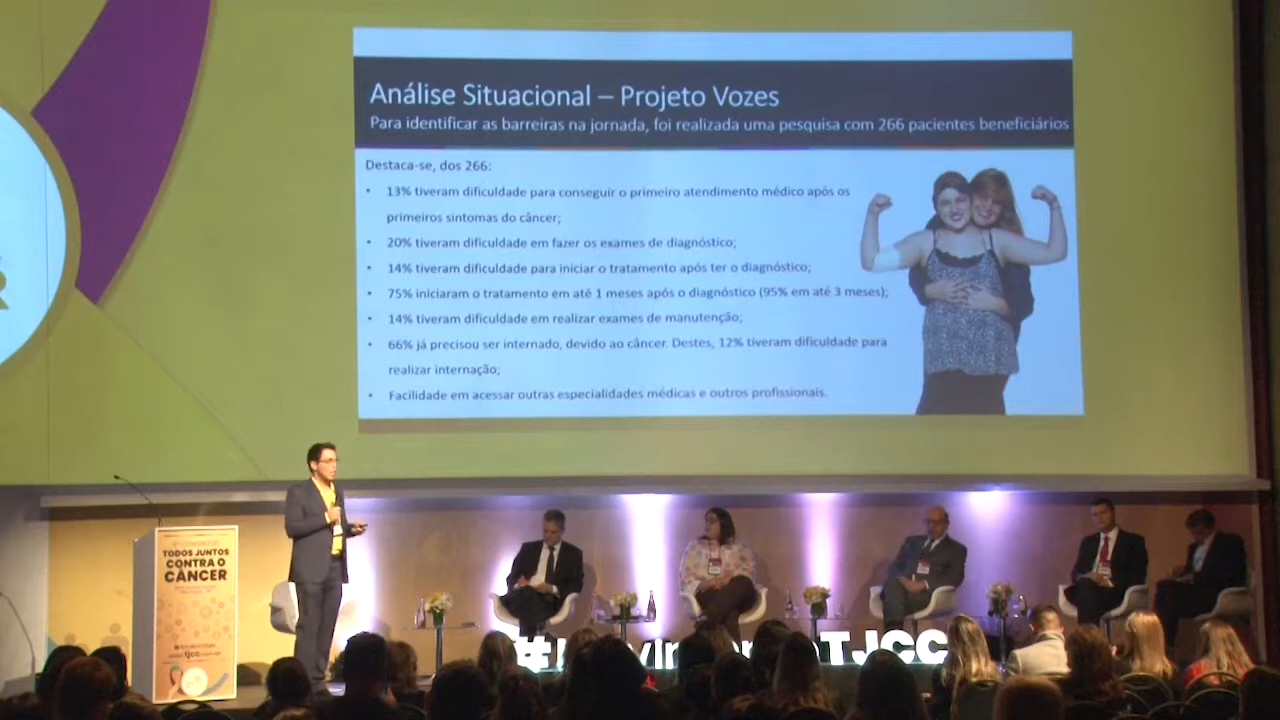 Análise Situacional – Projeto Vozes
Para identificar as barreiras na jornada, foi realizada uma pesquisa com 266 pacientes beneficiários
Destaca-se, dos 266:
• 13% tiveram dificuldade para conseguir o primeiro atendimento médico após os
primeiros sintomas do câncer;
• 20% tiveram dificuldade em fazer os exames de diagnóstico;
• 14% tiveram dificuldade para iniciar o tratamento após ter o diagnóstico;
• 75% iniciaram o tratamento em até 1 meses após o diagnóstico (95% em até 3 meses);
• 14% tiveram dificuldade em realizar exames de manutenção;
• 66% já precisou ser internado, devido ao câncer. Destes, 12% tiveram dificuldade para
realizar internação;
• Facilidade em acessar outras especialidades médicas e outros profissionais.
TODOS JUNTOS
CONTRA O
CÂNCER
tjcc
TJCC